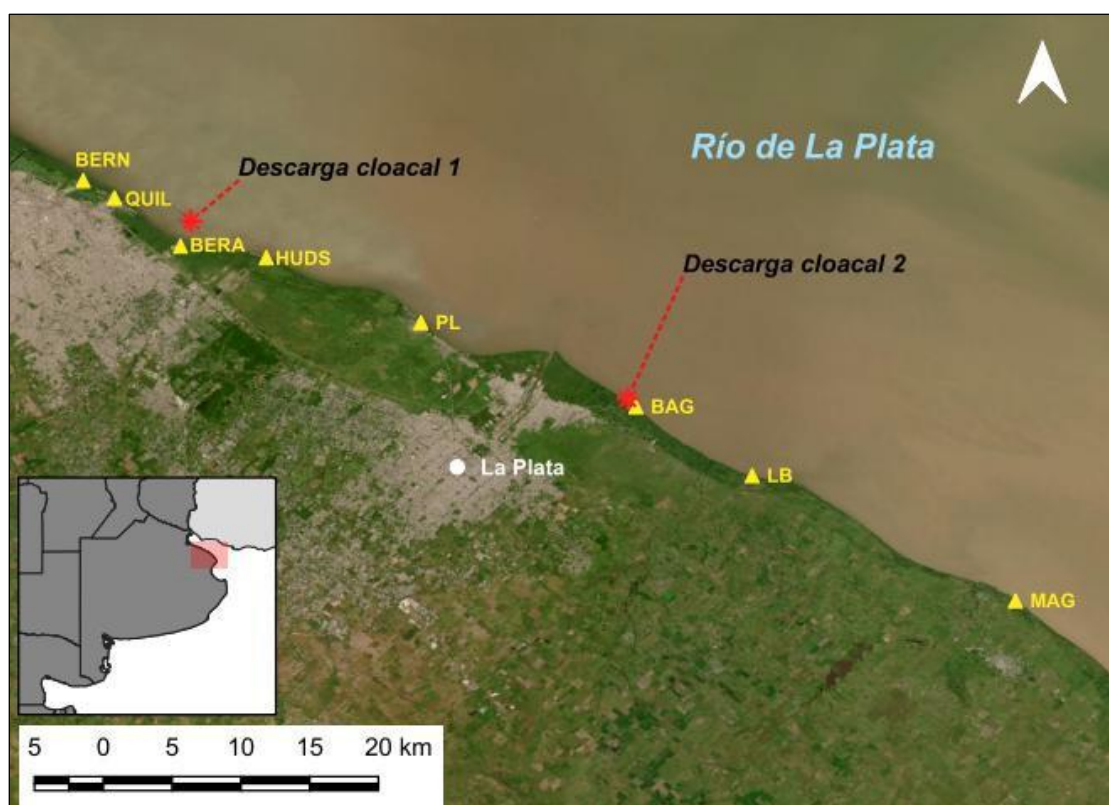 BERN
QUIL
Descarga cloacal 1
BERA
HUDS
Río de La Plata
Descarga cloacal 2
PL
BAG
La Plata
LB
MAG
5 0 5 10 15 20 km